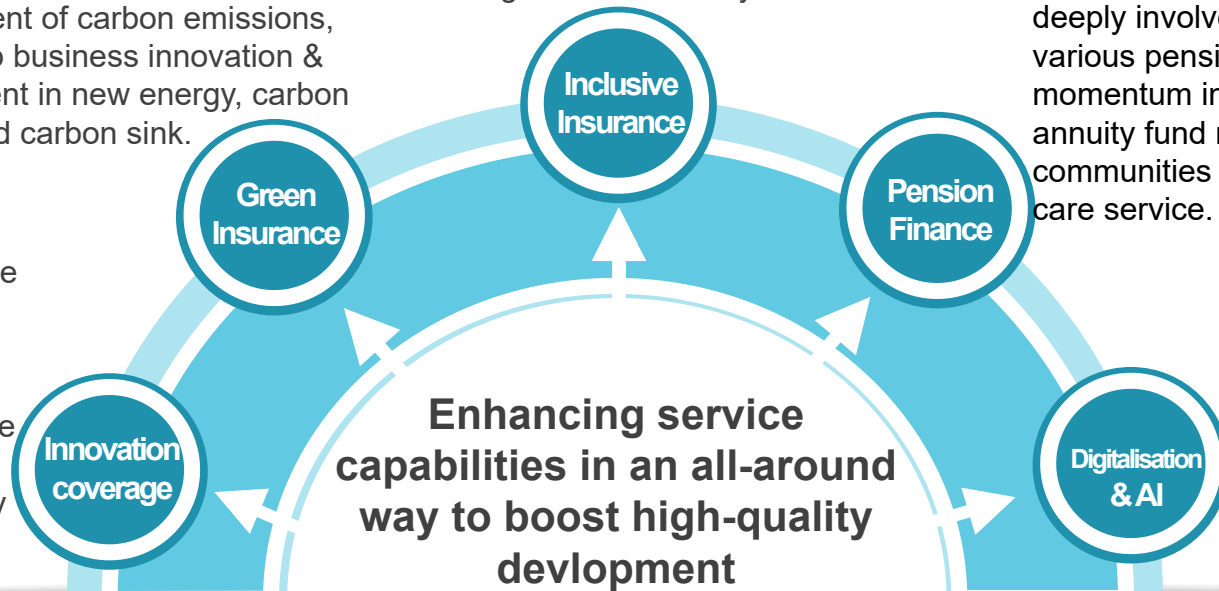 ent of carbon emissions,
business innovation &
ent in new energy, carbon
d carbon sink.
Inclusive
Insurance
deeply involve
various pensi
momentum in
annuity fund
communities
care service.
Green
Insurance
Pension
Finance
e
e
Innovation
coverage
y
Enhancing service
capabilities in an all-around
way to boost high-quality
devlopment
Digitalisation
& AI